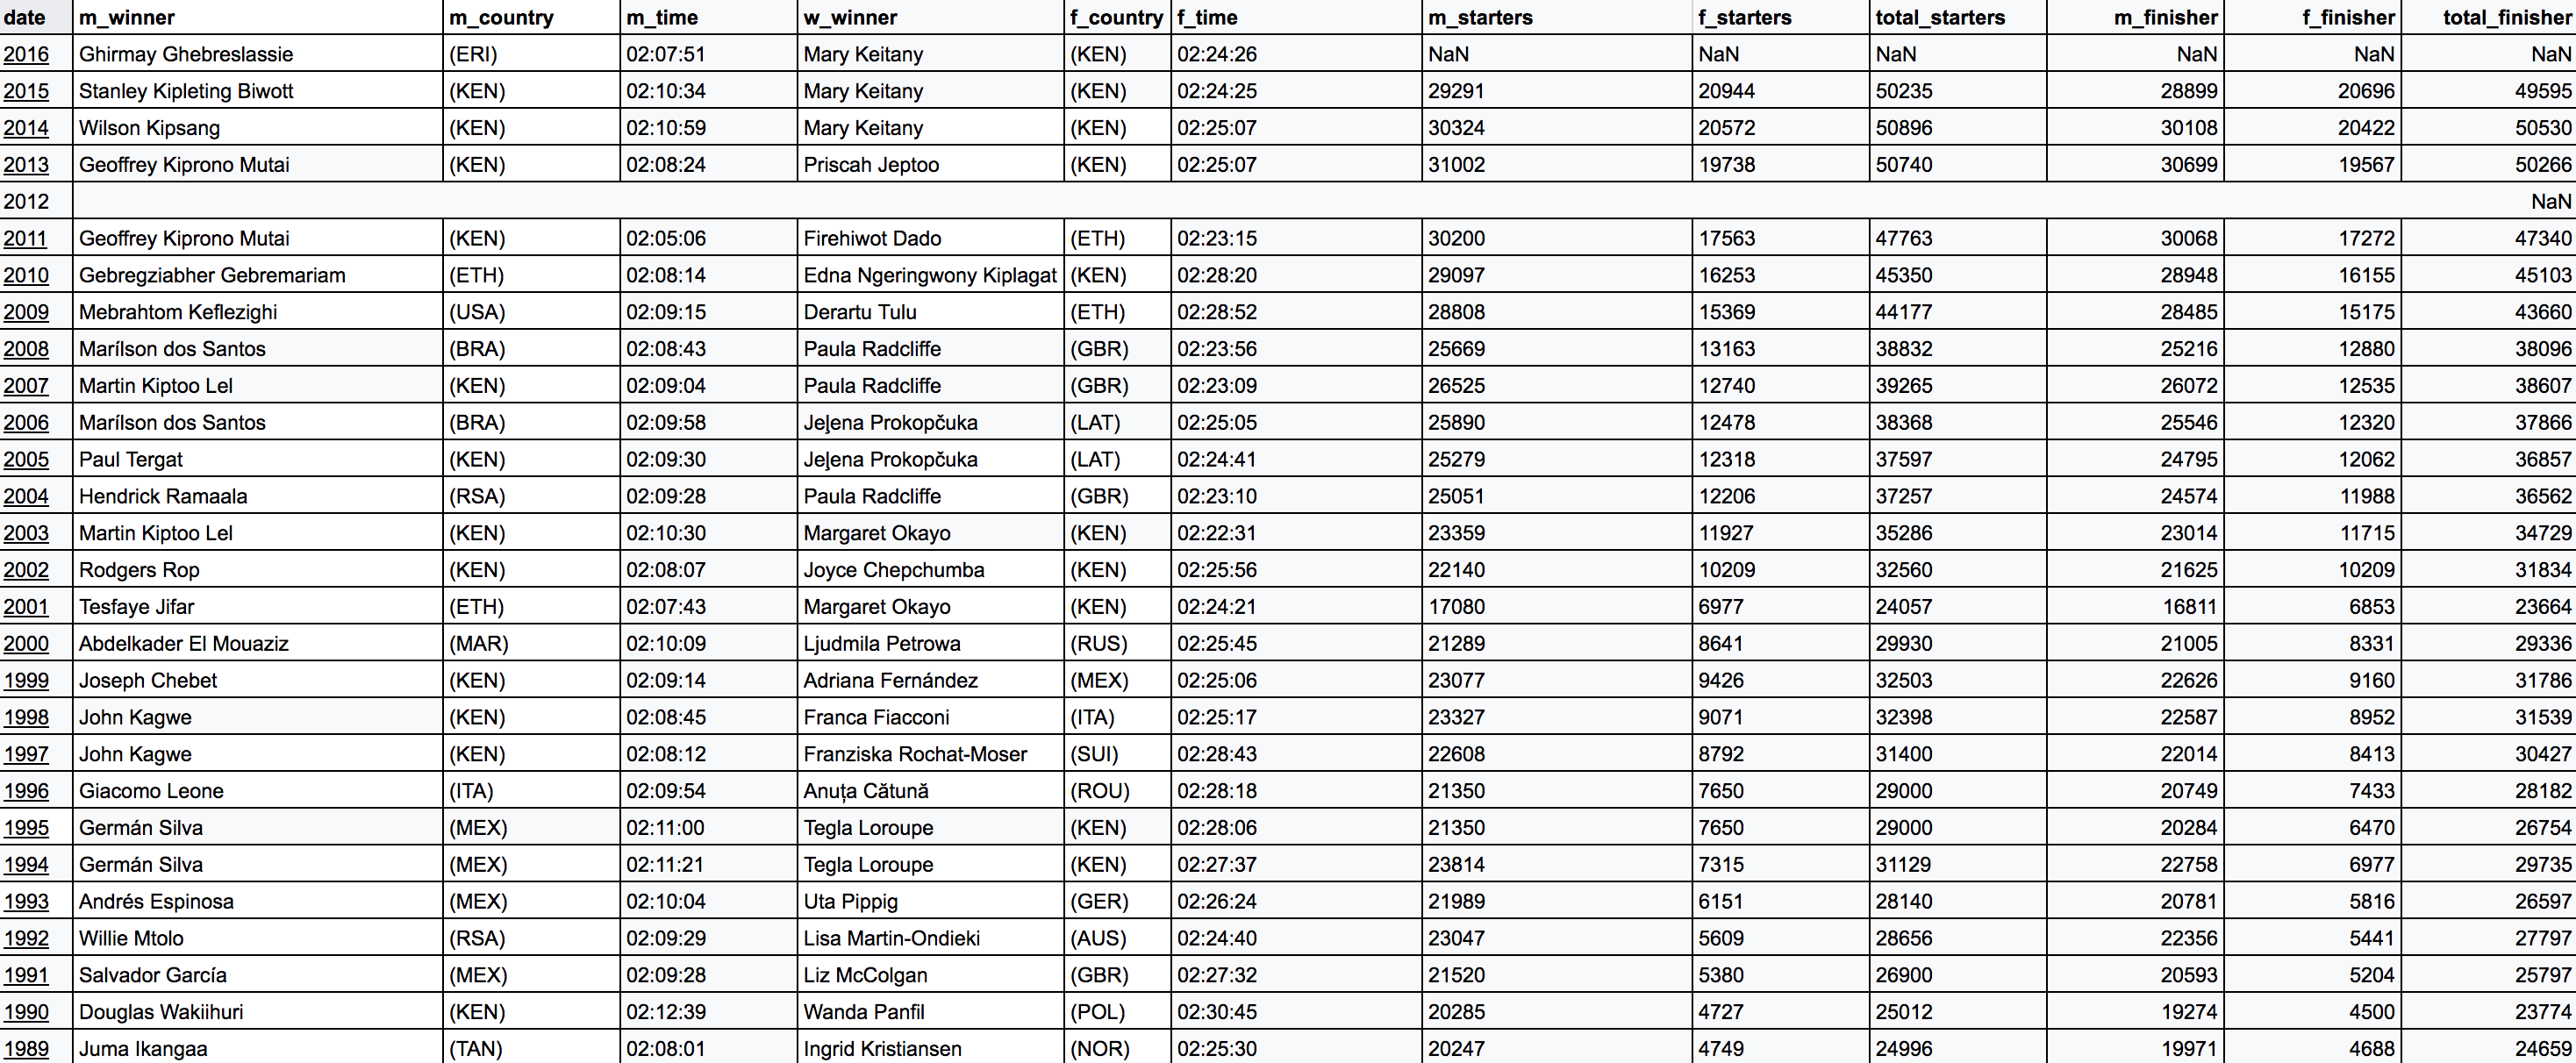 date m_winner m_country m_time w_winner f_country f_time m_starters f_starters total_starters m_finisher f_finisher total_finisher
2016 Ghirmay Ghebreslassie (ERI) 02:07:51 Mary Keitany (KEN) 02:24:26 NaN NaN NaN NaN NaN NaN
2015 Stanley Kipleting Biwott (KEN) 02:10:34 Mary Keitany (KEN) 02:24:25 29291 20944 50235 28899 20696 49595
2014 Wilson Kipsang (KEN) 02:10:59 Mary Keitany (KEN) 02:25:07 30324 20572 50896 30108 20422 50530
2013 Geoffrey Kiprono Mutai (KEN) 02:08:24 Priscah Jeptoo (KEN) 02:25:07 31002 19738 50740 30699 19567 50266
2012 NaN
2011 Geoffrey Kiprono Mutai (KEN) 02:05:06 Firehiwot Dado (ETH) 02:23:15 30200 17563 47763 30068 17272 47340
2010 Gebregziabher Gebremariam (ETH) 02:08:14 Edna Ngeringwony Kiplagat (KEN) 02:28:20 29097 16253 45350 28948 16155 45103
2009 Mebrahtom Keflezighi (USA) 02:09:15 Derartu Tulu (ETH) 02:28:52 28808 15369 44177 28485 15175 43660
2008 Marílson dos Santos (BRA) 02:08:43 Paula Radcliffe (GBR) 02:23:56 25669 13163 38832 25216 12880 38096
2007 Martin Kiptoo Lel (KEN) 02:09:04 Paula Radcliffe (GBR) 02:23:09 26525 12740 39265 26072 12535 38607
2006 Marílson dos Santos (BRA) 02:09:58 Jeļena Prokopčuka (LAT) 02:25:05 25890 12478 38368 25546 12320 37866
2005 Paul Tergat (KEN) 02:09:30 Jeļena Prokopčuka (LAT) 02:24:41 25279 12318 37597 24795 12062 36857
2004 Hendrick Ramaala (RSA) 02:09:28 Paula Radcliffe (GBR) 02:23:10 25051 12206 37257 24574 11988 36562
2003 Martin Kiptoo Lel (KEN) 02:10:30 Margaret Okayo (KEN) 02:22:31 23359 11927 35286 23014 11715 34729
2002 Rodgers Rop (KEN) 02:08:07 Joyce Chepchumba (KEN) 02:25:56 22140 10209 32560 21625 10209 31834
2001 Tesfaye Jifar (ETH) 02:07:43 Margaret Okayo (KEN) 02:24:21 17080 6977 24057 16811 6853 23664
2000 Abdelkader El Mouaziz (MAR) 02:10:09 Ljudmila Petrowa (RUS) 02:25:45 21289 8641 29930 21005 8331 29336
1999 Joseph Chebet (KEN) 02:09:14 Adriana Fernández (MEX) 02:25:06 23077 9426 32503 22626 9160 31786
1998 John Kagwe (KEN) 02:08:45 Franca Fiacconi (ITA) 02:25:17 23327 9071 32398 22587 8952 31539
1997 John Kagwe (KEN) 02:08:12 Franziska Rochat-Moser (SUI) 02:28:43 22608 8792 31400 22014 8413 30427
1996 Giacomo Leone (ITA) 02:09:54 Anuța Cătună (ROU) 02:28:18 21350 7650 29000 20749 7433 28182
1995 Germán Silva (MEX) 02:11:00 Tegla Loroupe (KEN) 02:28:06 21350 7650 29000 20284 6470 26754
1994 Germán Silva (MEX) 02:11:21 Tegla Loroupe (KEN) 02:27:37 23814 7315 31129 22758 6977 29735
1993 Andrés Espinosa (MEX) 02:10:04 Uta Pippig (GER) 02:26:24 21989 6151 28140 20781 5816 26597
1992 Willie Mtolo (RSA) 02:09:29 Lisa Martin-Ondieki (AUS) 02:24:40 23047 5609 28656 22356 5441 27797
1991 Salvador García (MEX) 02:09:28 Liz McColgan (GBR) 02:27:32 21520 5380 26900 20593 5204 25797
1990 Douglas Wakiihuri (KEN) 02:12:39 Wanda Panfil (POL) 02:30:45 20285 4727 25012 19274 4500 23774
1989 Juma Ikangaa (TAN) 02:08:01 Ingrid Kristiansen (NOR) 02:25:30 20247 4749 24996 19971 4688 24659